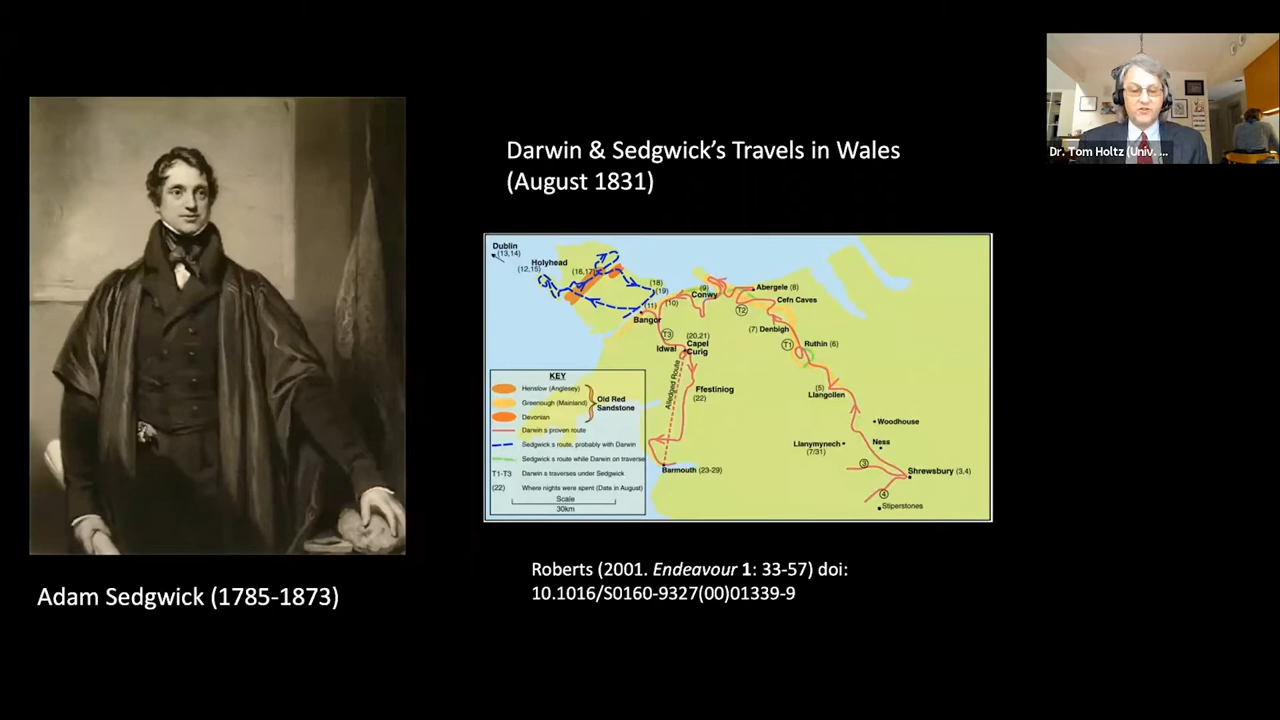 Dr. Tom Holtz (Univ. ...
Darwin & Sedgwick's Travels in Wales
(August 1831)
Dublin
(13,14)
Holyhead
(12,15)
(16,17)
(18)
(19)
(11)
Bangor
(10)
(9)
Conwy
Abergele (8)
Cefn Caves
T2
(7) Denbigh
T1
Ruthin (6)
T3
(20,21)
Idwal
Capel
Curig
Alledged Route
Ffestiniog
(22)
(5)
Llangollen
Woodhouse
Llanymynech
(7/31)
Ness
3
Shrewsbury (3,4)
4
Stiperstones
Barmouth (23-29)
KEY
Henslow (Anglesey)
Greenough (Mainland)
Devonian
Old Red
Sandstone
Darwin s proven route
Sedgwick s route, probably with Darwin
Sedgwick s route while Darwin on traverse
T1-T3 Darwin s traverses under Sedgwick
(22) Where nights were spent (Date in August)
Scale
30km
Roberts (2001. Endeavour 1: 33-57) doi:
10.1016/S0160-9327(00)01339-9
Adam Sedgwick (1785-1873)